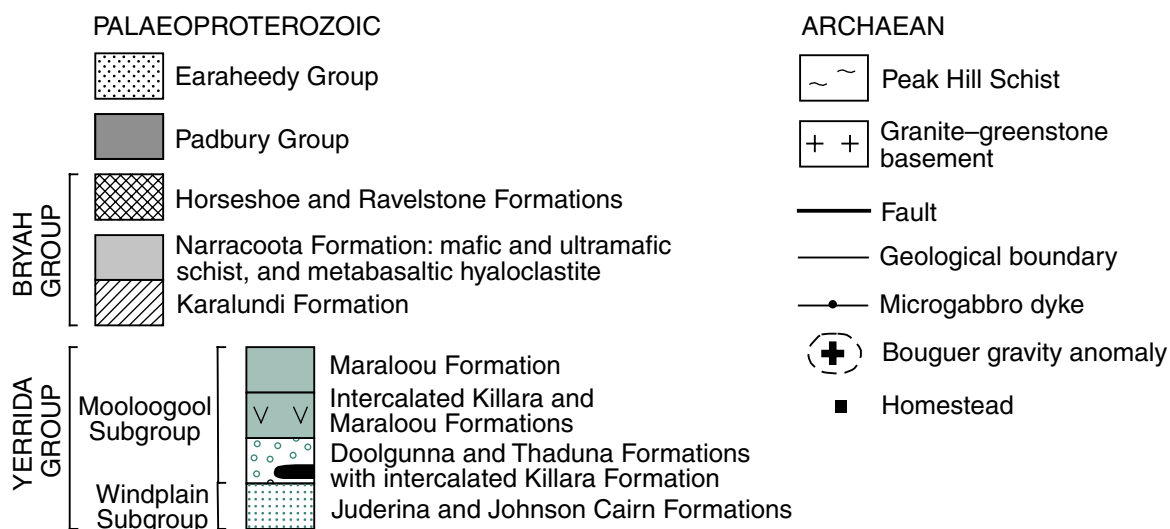 PALAEOPROTEROZOIC
Earaheedy Group
Padbury Group
BRYAH
GROUP
Horseshoe and Ravelstone Formations
Narracoota Formation: mafic and ultramafic
schist, and metabasaltic hyaloclastite
Karalundi Formation
YERRIDA
GROUP
Mooloogool
Subgroup
Maraloou Formation
Intercalated Killara and
Maraloou Formations
Doolgunna and Thaduna Formations
with intercalated Killara Formation
Windplain
Subgroup
Juderina and Johnson Cairn Formations
ARCHAEAN
Peak Hill Schist
Granite–greenstone
basement
Fault
Geological boundary
Microgabbro dyke
Bouguer gravity anomaly
Homestead